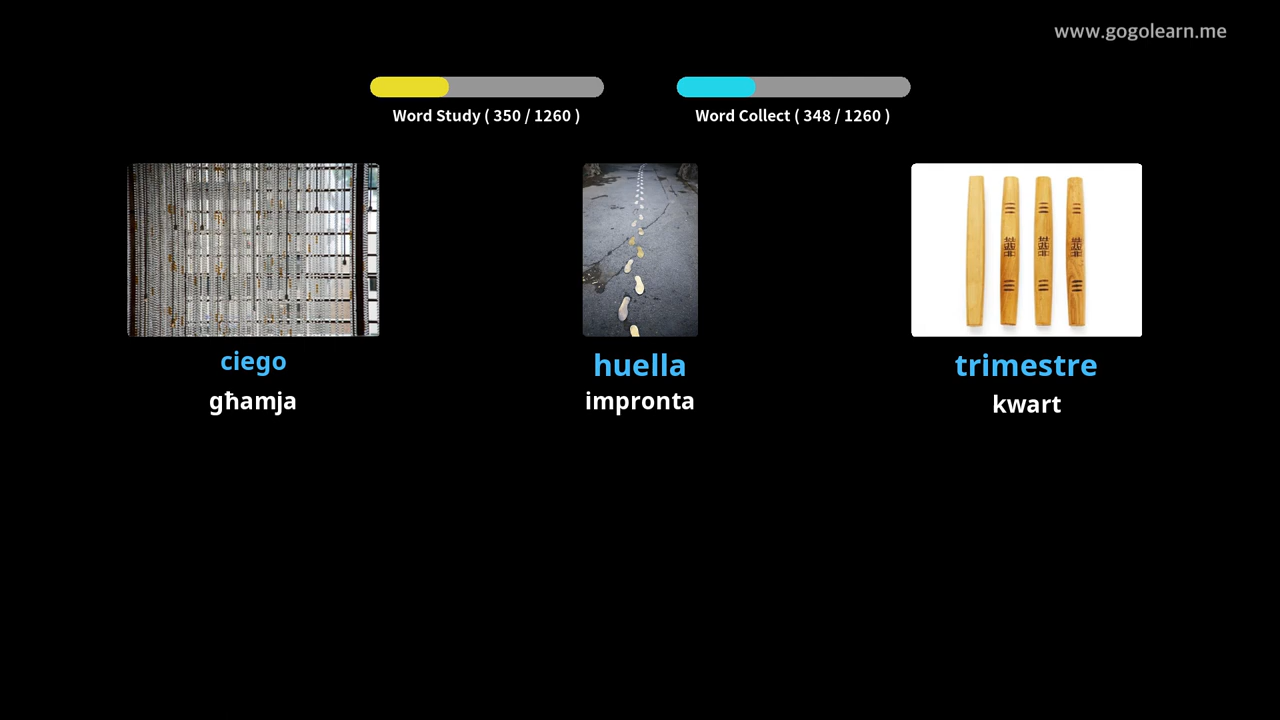 www.gogolearn.me
Word Study ( 350 / 1260 )
Word Collect ( 348 / 1260 )
ciego
għamja
huella
impronta
trimestre
kwart